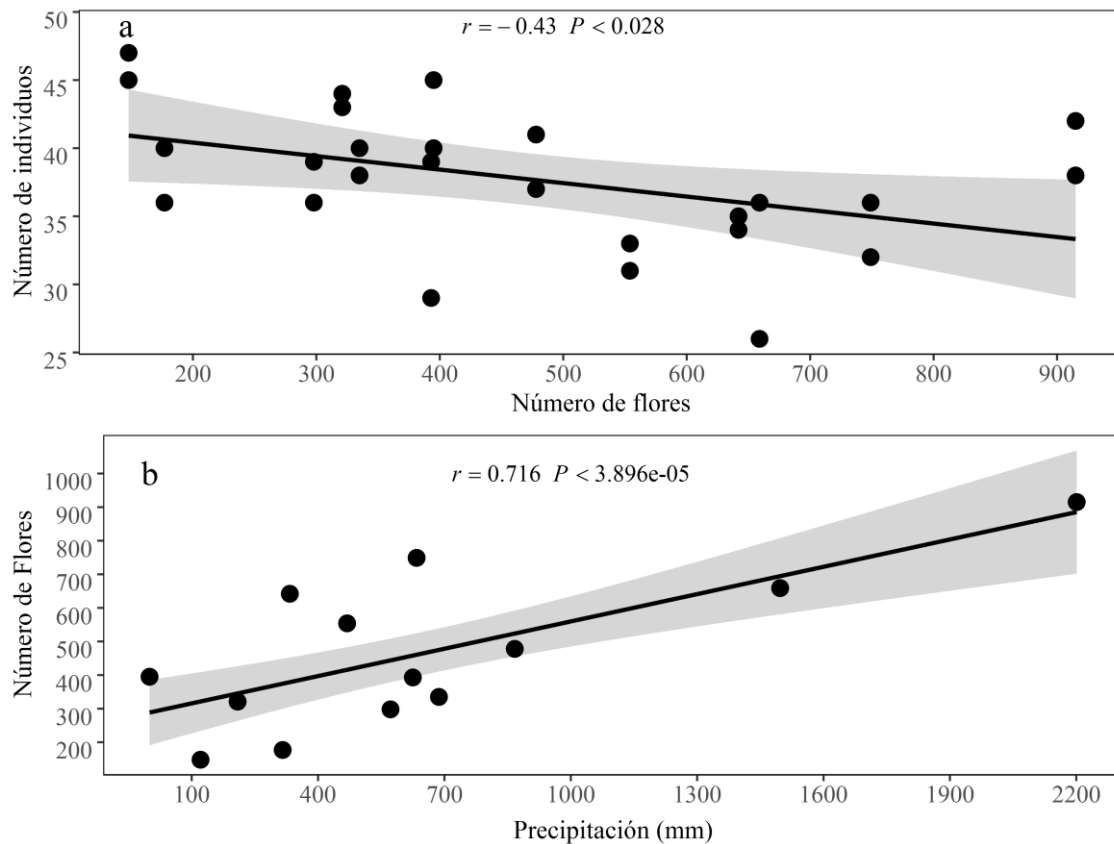 a
r = − 0.43 P < 0.028
Número de individuos
50
45
40
35
30
25
200 300 400 500 600 700 800 900
Número de flores
b
r = 0.716 P < 3.896e-05
Número de Flores
1000
900
800
700
600
500
400
300
200
100 400 700 1000 1300 1600 1900 2200
Precipitación (mm)